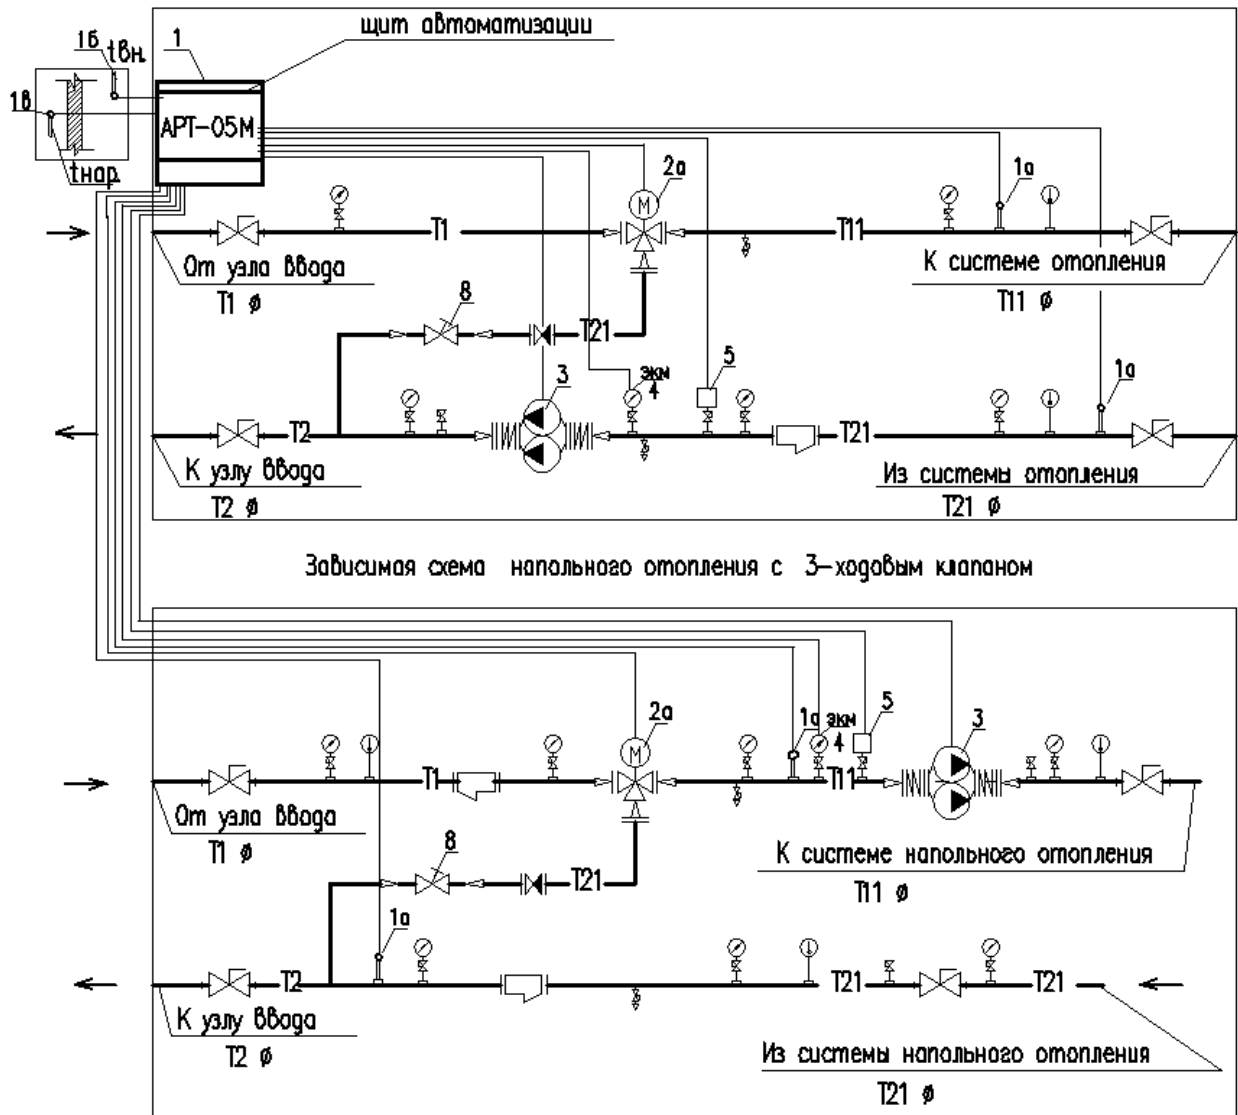 щит автоматизации
1б tвн. 1
1в
АРТ-05М
tнар.
2а 1а
М
Т1 Т11
От узла ввода К системе отопления
Т1 ϕ Т11 ϕ
8
Т21
3 экм 4 5 1а
Т2 Т21
К узлу ввода Из системы отопления
Т2 ϕ Т21 ϕ
Зависимая схема напольного отопления с 3-ходовым клапаном
2а 1а экм 4 5 3
М
Т1 Т11
От узла ввода
Т1 ϕ
К системе напольного отопления
Т11 ϕ
8
Т21
1а
Т2 Т21 Т21
К узлу ввода
Т2 ϕ
Из системы напольного отопления
Т21 ϕ